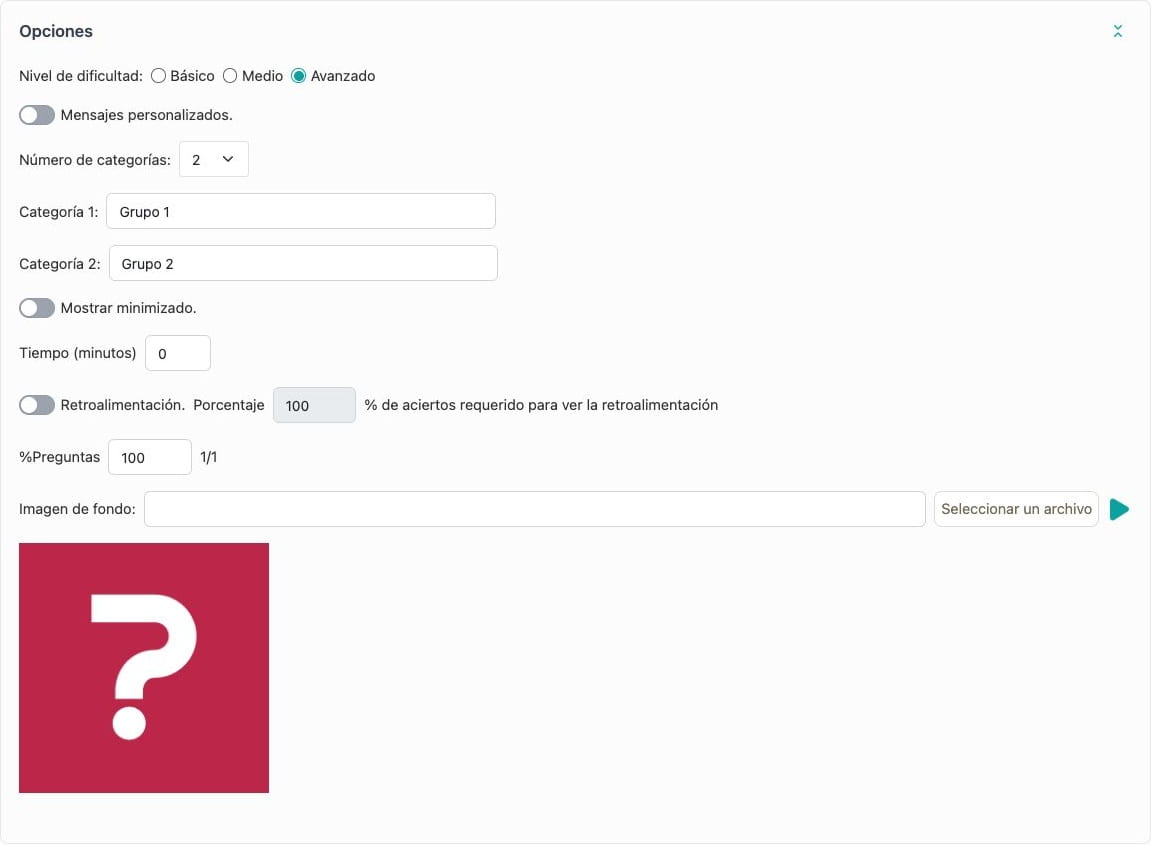 Opciones
Nivel de dificultad: Básico Medio Avanzado
Mensajes personalizados.
Número de categorías: 2
Categoría 1: Grupo 1
Categoría 2: Grupo 2
Mostrar minimizado.
Tiempo (minutos) 0
Retroalimentación. Porcentaje 100 % de aciertos requerido para ver la retroalimentación
%Preguntas 100 1/1
Imagen de fondo: Seleccionar un archivo
?